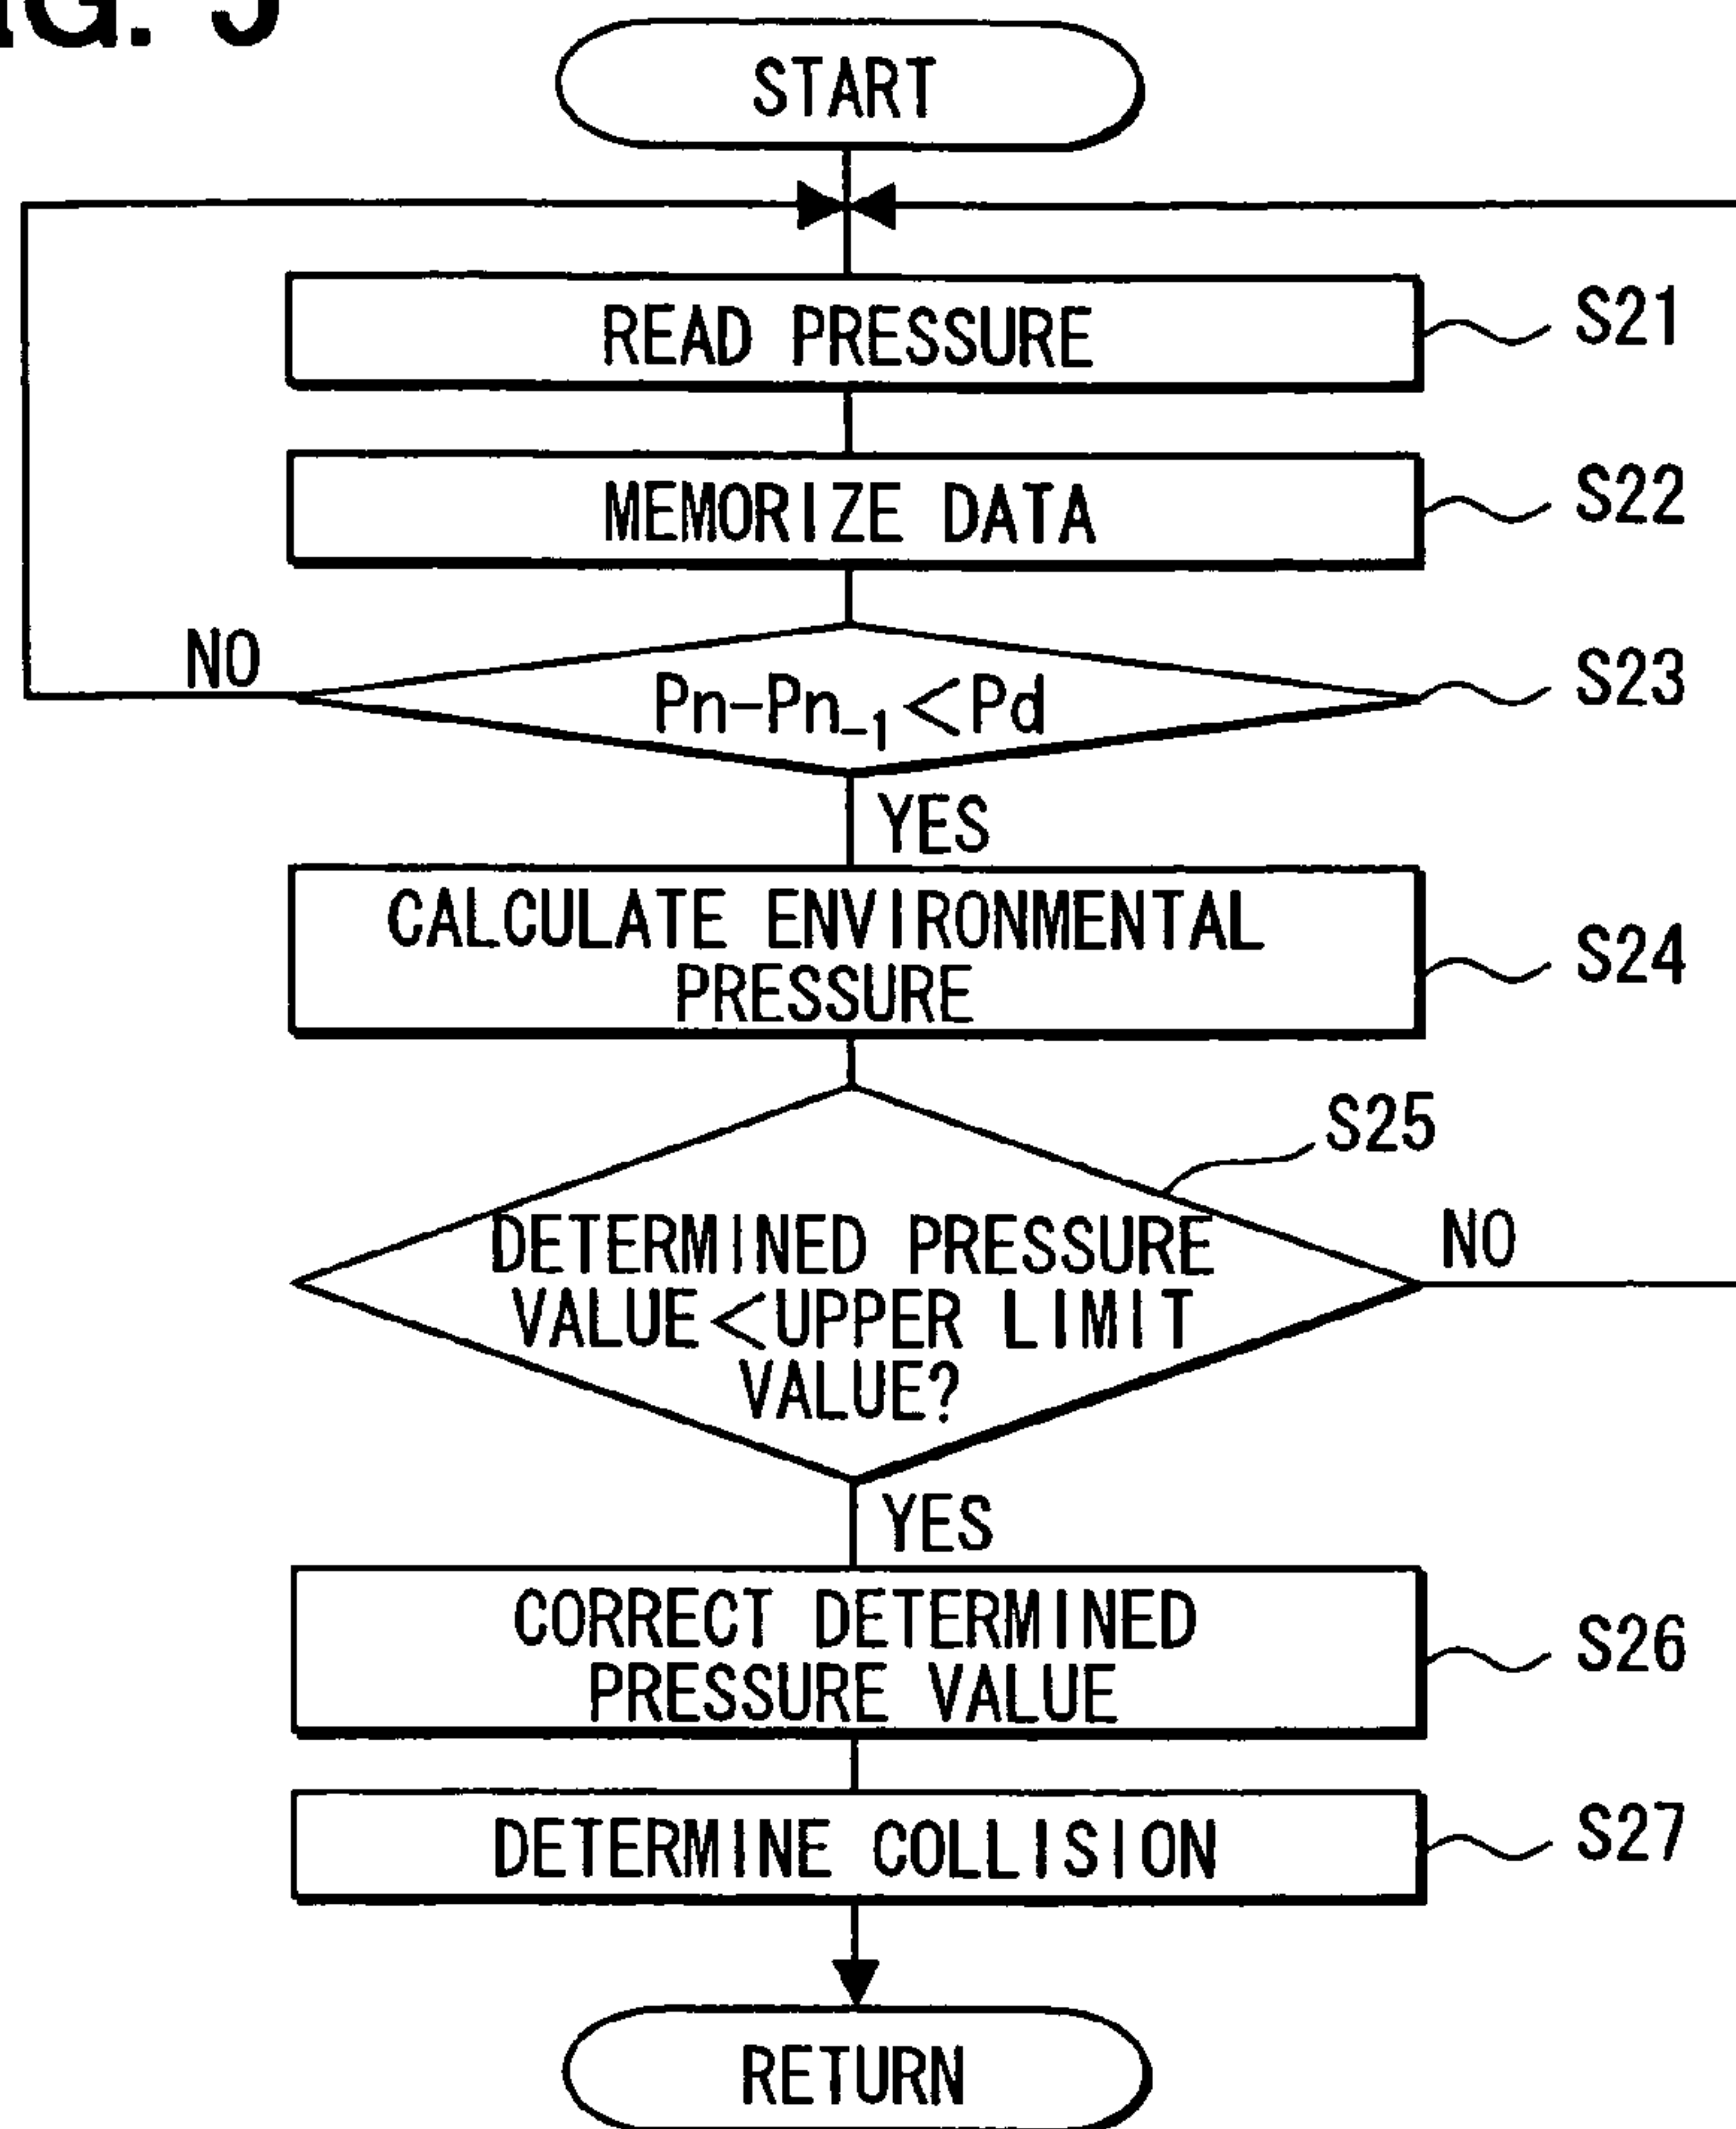 G. 5
START
READ PRESSURE
S21
MEMORIZE DATA
S22
NO
Pn-Pn-1<Pd
S23
YES
CALCULATE ENVIRONMENTAL
PRESSURE
S24
S25
DETERMINED PRESSURE
VALUE<UPPER LIMIT
VALUE?
NO
YES
CORRECT DETERMINED
PRESSURE VALUE
S26
DETERMINE COLLISION
S27
RETURN